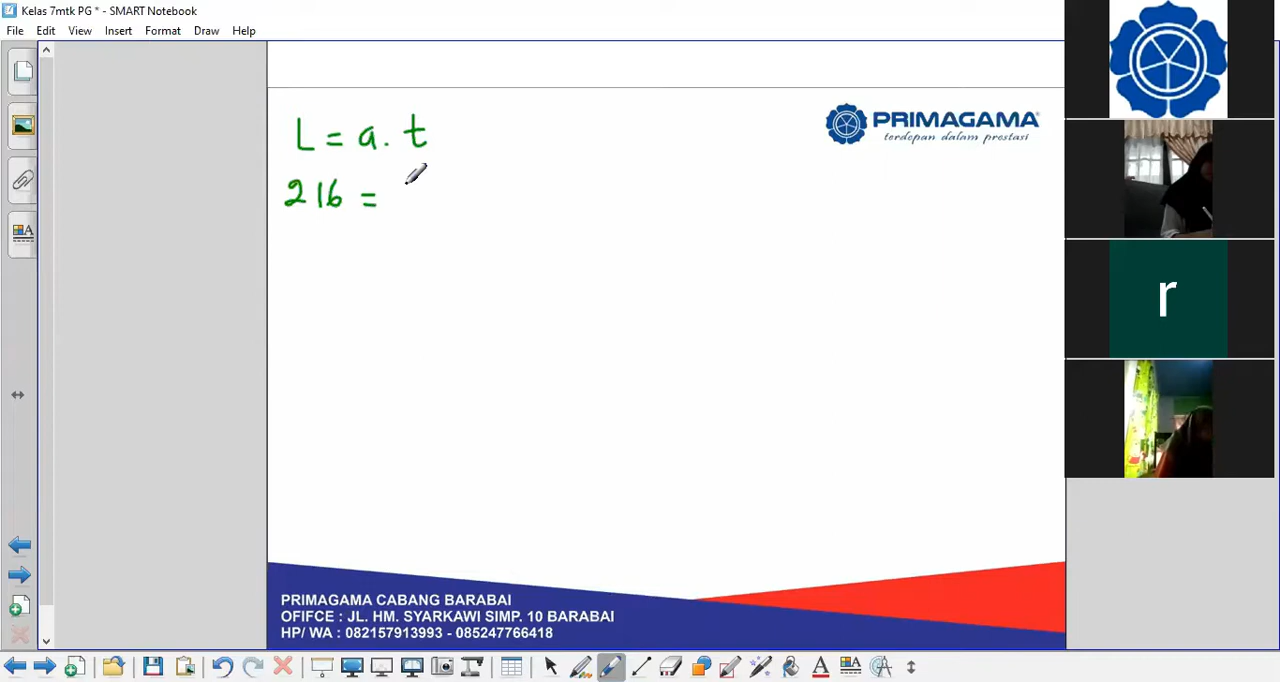 Kelas 7mtk PG * - SMART Notebook
File Edit View Insert Format Draw Help
PRIMAGAMA
terdepan dalam prestasi
L = a . t
216 =
r
PRIMAGAMA CABANG BARABAI
OFIFCE : JL. HM. SYARKAWI SIMP. 10 BARABAI
HP/ WA : 082157913993 - 085247766418